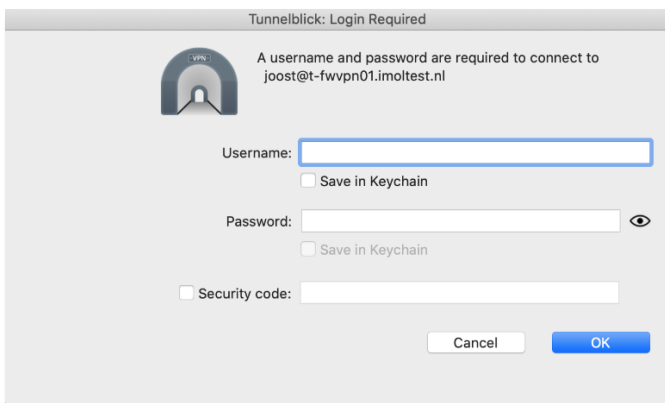 Tunnelblick: Login Required
VPN
A username and password are required to connect to
joost@t-fwvpn01.imoltest.nl
Username:
Save in Keychain
Password:
Save in Keychain
Security code:
Cancel OK